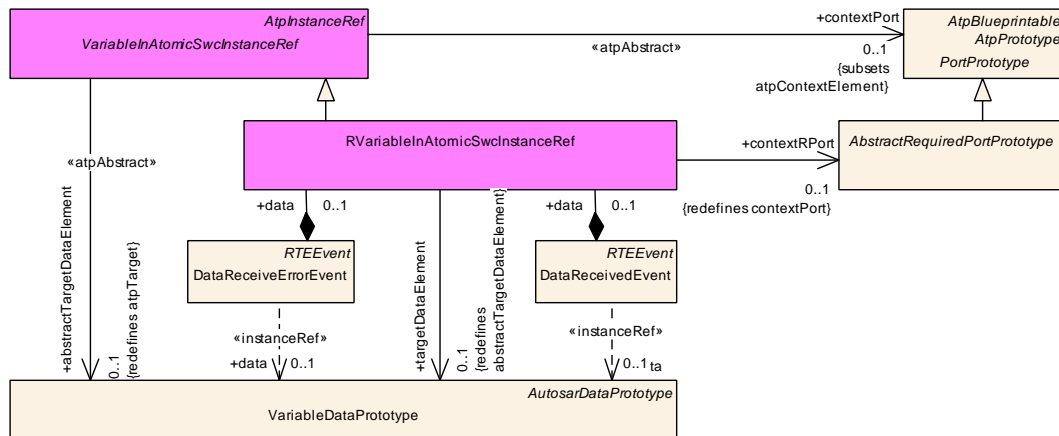 AtpInstanceRef
VariableInAtomicSwcInstanceRef
+contextPort
«atpAbstract»
0..1
{subsets
atpContextElement}
AtpBlueprintable
AtpPrototype
PortPrototype
«atpAbstract»
RVariableInAtomicSwcInstanceRef
+contextRPort
0..1
{redefines contextPort}
AbstractRequiredPortPrototype
+data
0..1
+data
0..1
RTEEvent
DataReceiveErrorEvent
RTEEvent
DataReceivedEvent
+abstractTargetDataElement
0..1
{redefines atpTarget}
«instanceRef»
+data
0..1
+targetDataElement
0..1
{redefines
abstractTargetDataElement}
«instanceRef»
0..1
ta
AutosarDataPrototype
VariableDataPrototype